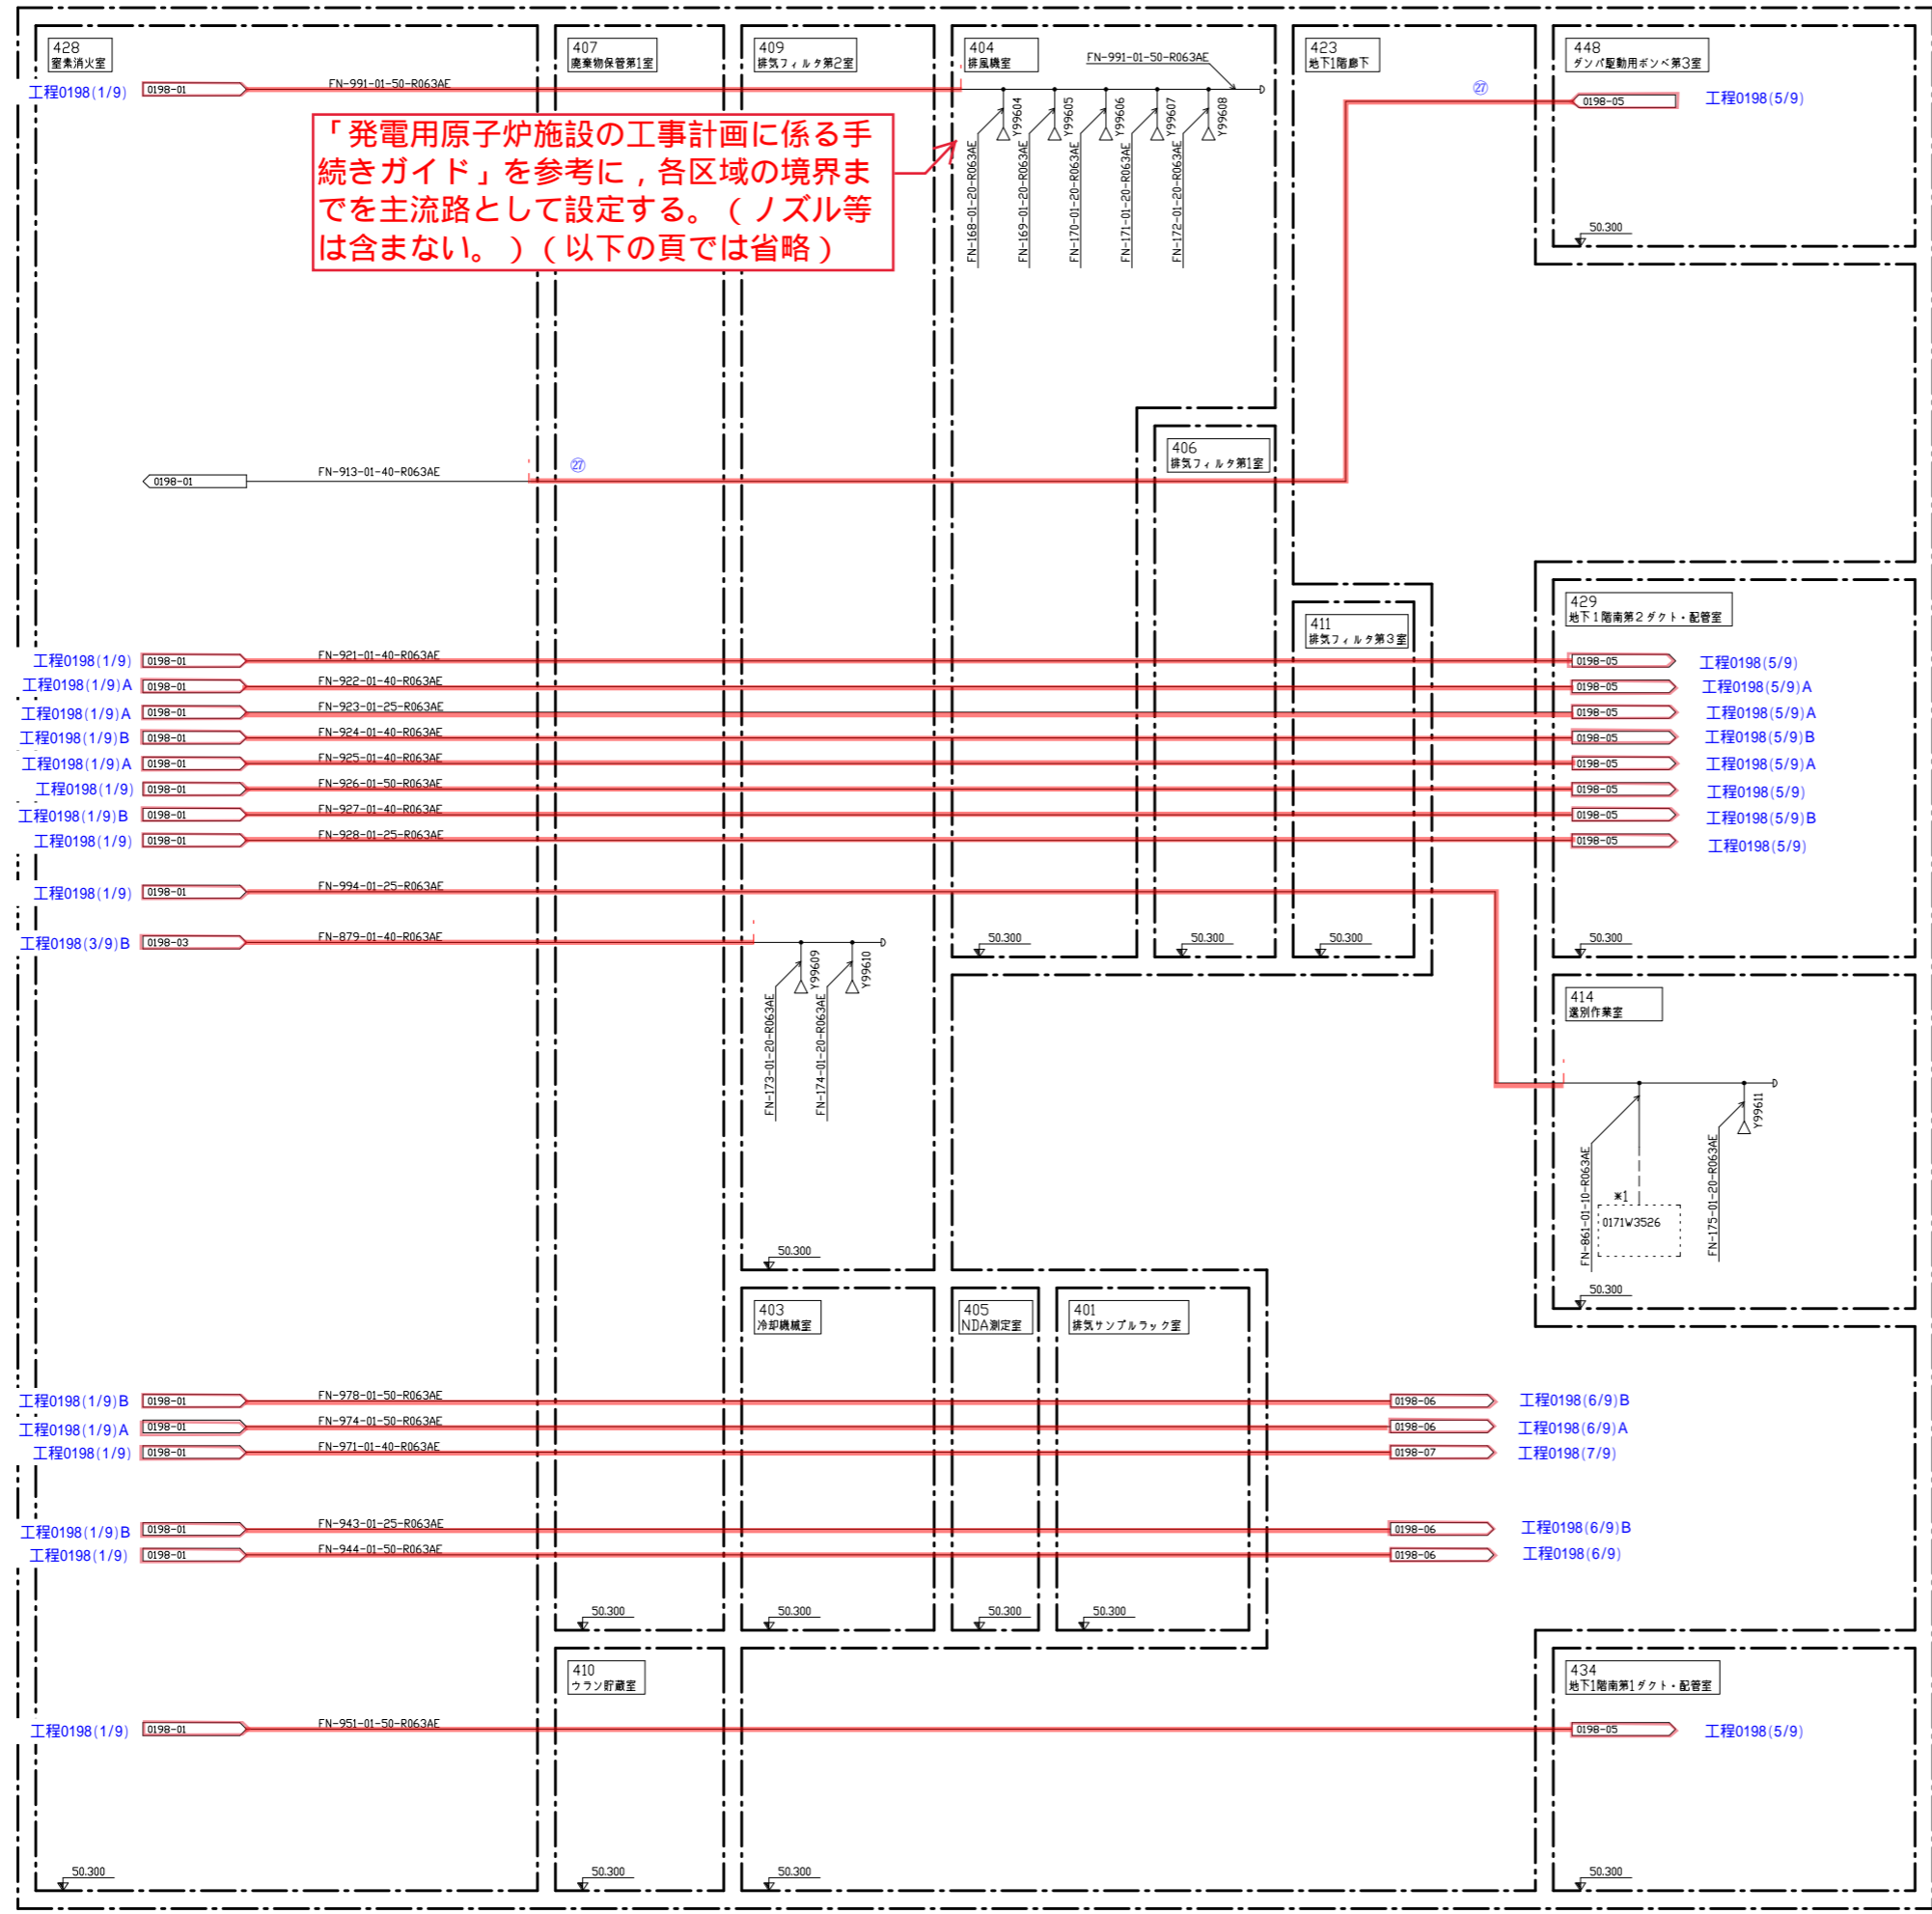 428
窒素消火室
407
廃棄物保管第1室
409
排気フィルタ第2室
404
排風機室
423
地下1階廊下
448
ダンパ駆動用ボンベ第3室
FN-991-01-50-R063AE
工程0198(1/9)
0198-01
FN-991-01-50-R063AE
㉗
0198-05
工程0198(5/9)
Y99604
Y99605
Y99606
Y99607
Y99608
FN-168-01-20-R063AE
FN-169-01-20-R063AE
FN-170-01-20-R063AE
FN-171-01-20-R063AE
FN-172-01-20-R063AE
「発電用原子炉施設の工事計画に係る手
続きガイド」を参考に，各区域の境界ま
でを主流路として設定する。（ノズル等
は含まない。）（以下の頁では省略）
50.300
406
排気フィルタ第1室
0198-01
FN-913-01-40-R063AE
㉗
429
地下1階南第2ダクト・配管室
411
排気フィルタ第3室
工程0198(1/9)
0198-01
FN-921-01-40-R063AE
0198-05
工程0198(5/9)
工程0198(1/9)A
0198-01
FN-922-01-40-R063AE
0198-05
工程0198(5/9)A
工程0198(1/9)A
0198-01
FN-923-01-25-R063AE
0198-05
工程0198(5/9)A
工程0198(1/9)B
0198-01
FN-924-01-40-R063AE
0198-05
工程0198(5/9)B
工程0198(1/9)A
0198-01
FN-925-01-40-R063AE
0198-05
工程0198(5/9)A
工程0198(1/9)
0198-01
FN-926-01-50-R063AE
0198-05
工程0198(5/9)
工程0198(1/9)B
0198-01
FN-927-01-40-R063AE
0198-05
工程0198(5/9)B
工程0198(1/9)
0198-01
FN-928-01-25-R063AE
0198-05
工程0198(5/9)
工程0198(1/9)
0198-01
FN-994-01-25-R063AE
工程0198(3/9)B
0198-03
FN-879-01-40-R063AE
50.300
50.300
50.300
50.300
Y99609
Y99610
FN-173-01-20-R063AE
FN-174-01-20-R063AE
414
選別作業室
Y99611
FN-861-01-10-R063AE
※1
0171W3526
FN-175-01-20-R063AE
50.300
50.300
403
冷却機械室
405
NDA測定室
401
排気サンプルラック室
工程0198(1/9)B
0198-01
FN-978-01-50-R063AE
0198-06
工程0198(6/9)B
工程0198(1/9)A
0198-01
FN-974-01-50-R063AE
0198-06
工程0198(6/9)A
工程0198(1/9)
0198-01
FN-971-01-40-R063AE
0198-07
工程0198(7/9)
工程0198(1/9)B
0198-01
FN-943-01-25-R063AE
0198-06
工程0198(6/9)B
工程0198(1/9)
0198-01
FN-944-01-50-R063AE
0198-06
工程0198(6/9)
50.300
50.300
50.300
50.300
410
ウラン貯蔵室
434
地下1階南第1ダクト・配管室
工程0198(1/9)
0198-01
FN-951-01-50-R063AE
0198-05
工程0198(5/9)
50.300
50.300
50.300
50.300